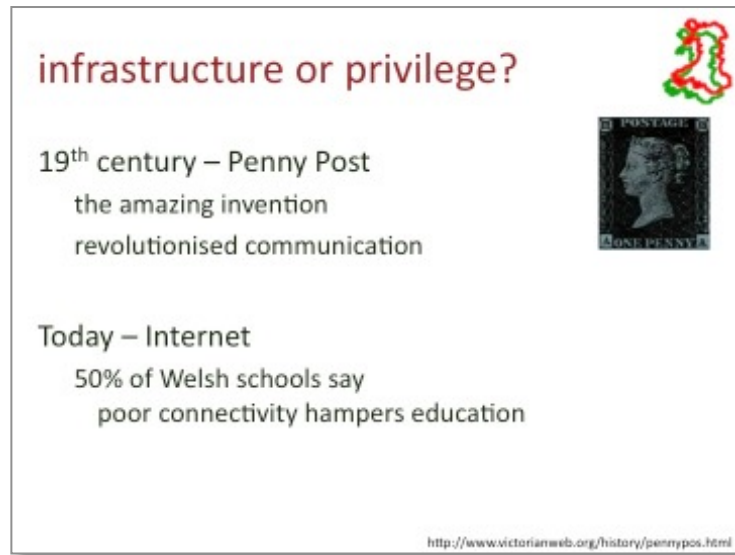 infrastructure or privilege?
POSTAGE
A ONE PENNY A
19th century – Penny Post
the amazing invention
revolutionised communication
Today – Internet
50% of Welsh schools say
poor connectivity hampers education
http://www.victorianweb.org/history/pennypos.html